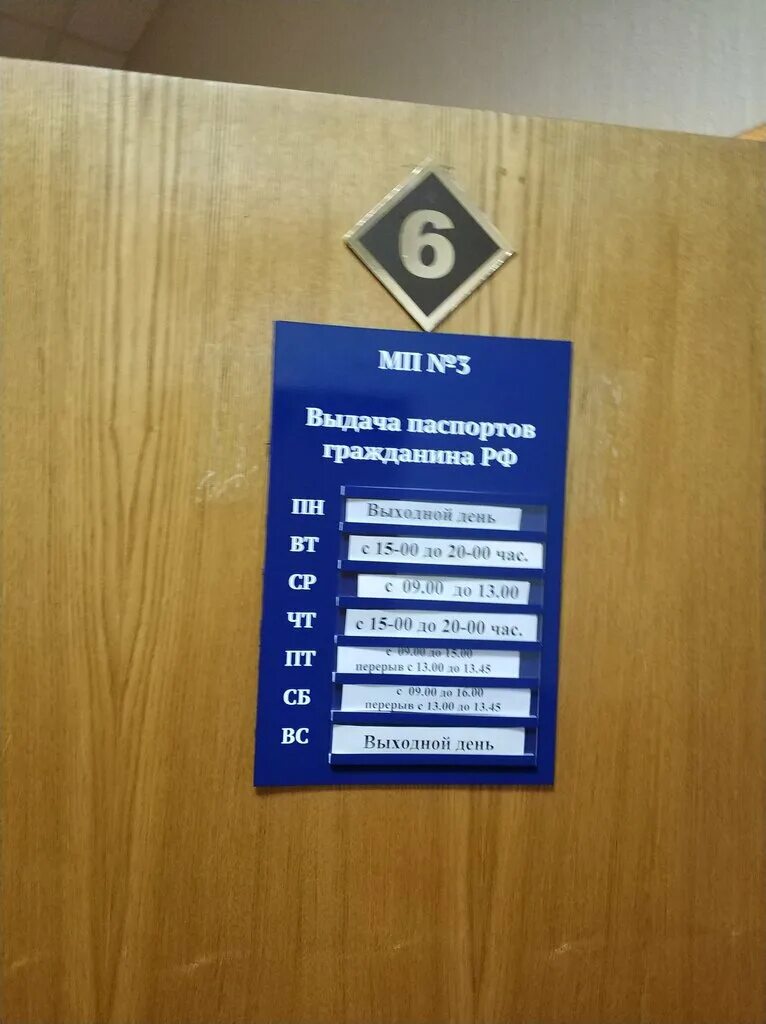 6
МП №3
Выдача паспортов
гражданина РФ
ПН Выходной день
ВТ с 15-00 до 20-00 час.
СР с 09.00 до 13.00
ЧТ с 15-00 до 20-00 час.
ПТ с 09.00 до 15.00
перерыв с 13.00 до 13.45
СБ с 09.00 до 16.00
перерыв с 13.00 до 13.45
ВС Выходной день